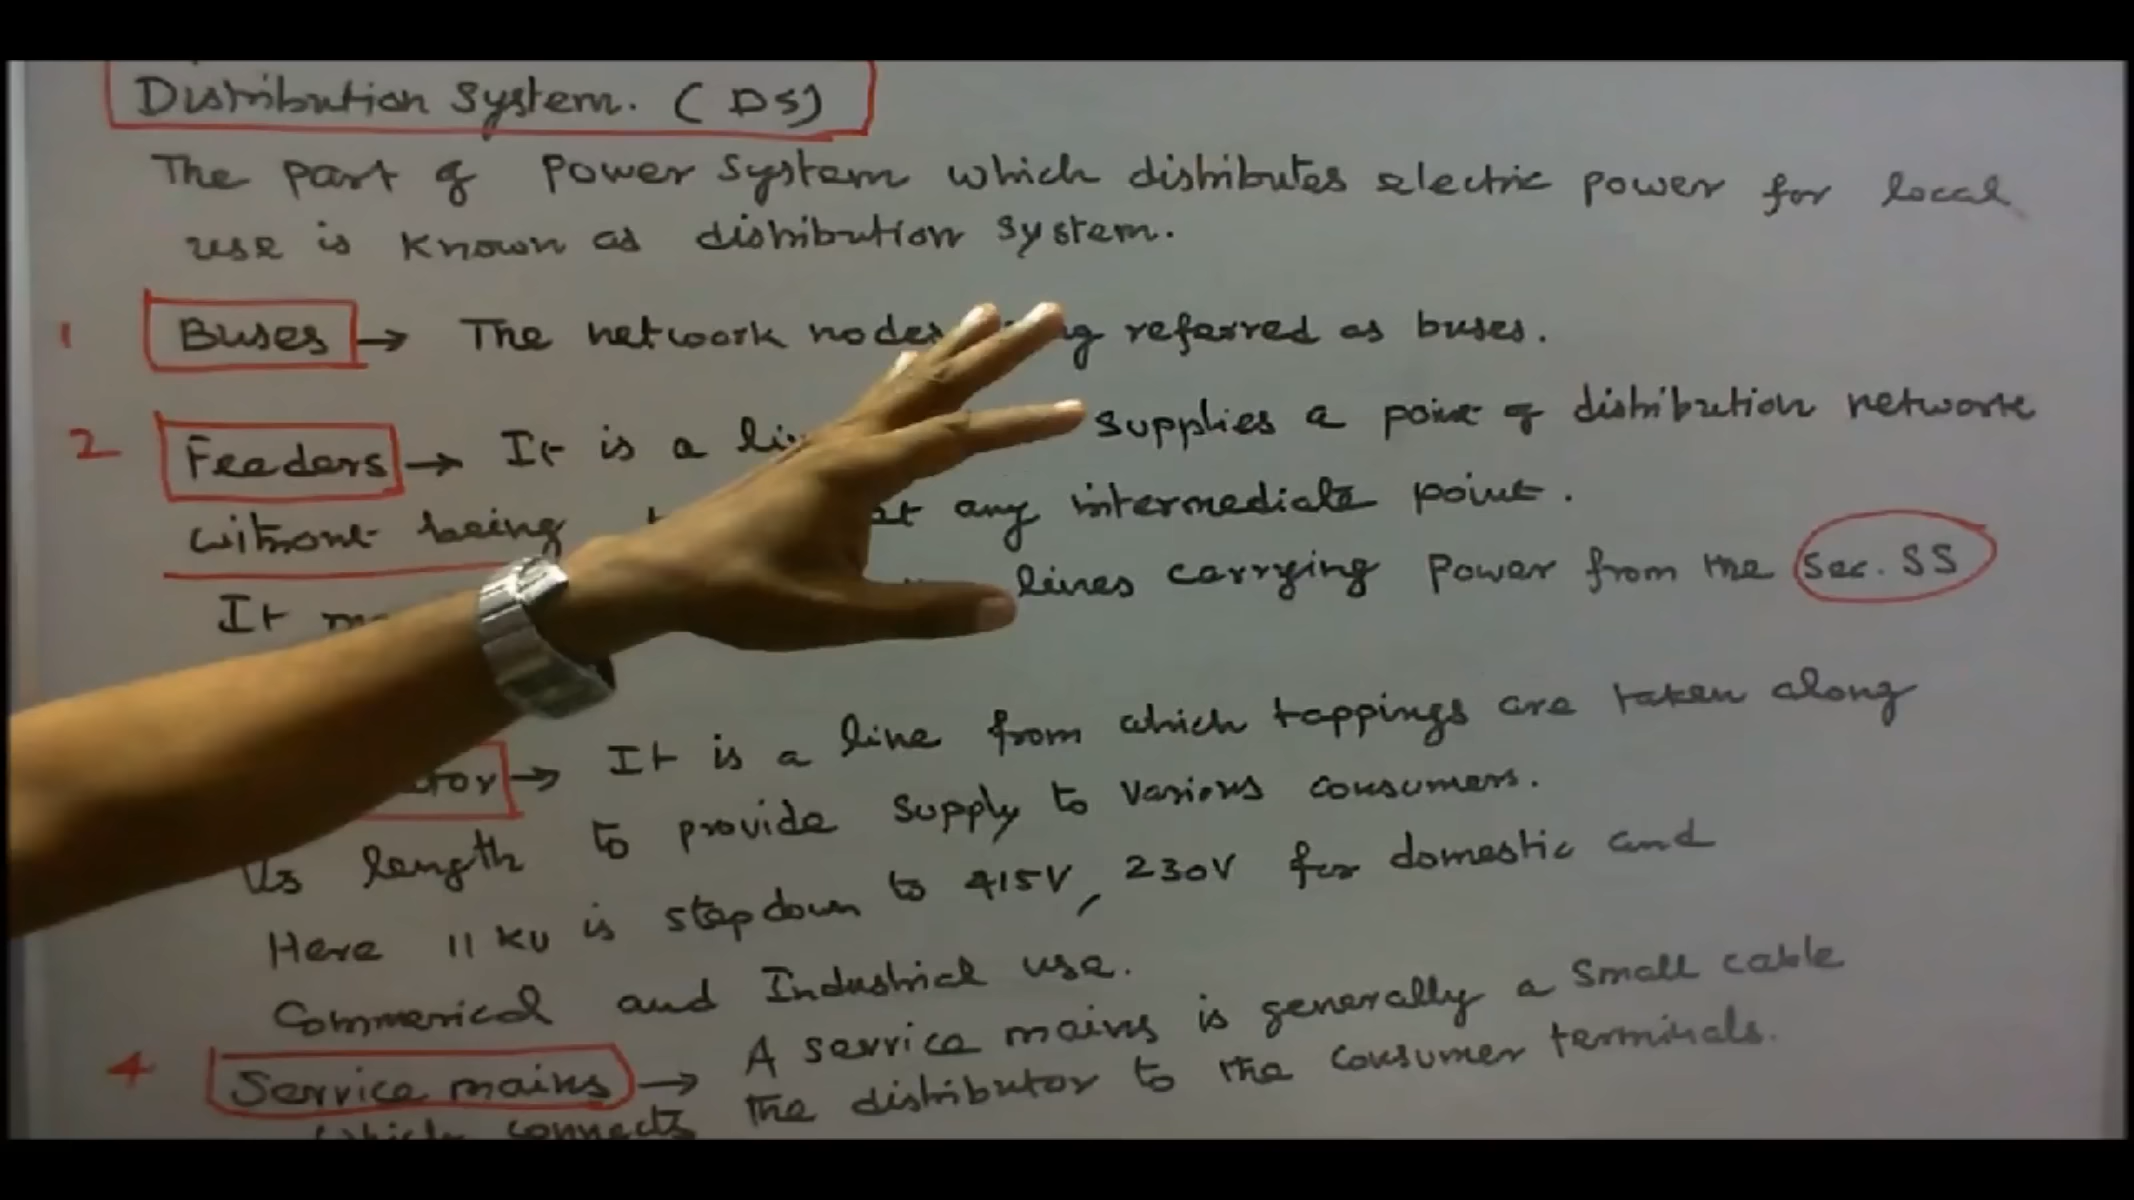 Distribution System. (DS)
The part of Power System which distributes electric power for local
use is known as distribution system.
1 Buses → The network nodes referred as buses.
2 Feeders → It is a supplies a point of distribution network
without being at any intermediate point.
It lines carrying Power from the Sec. SS
→ It is a line from which tappings are taken along
its length to provide supply to various consumers.
Here 11 KV is stepdown to 415V, 230V for domestic and
Commerical and Industrial use.
4 Service mains → A service mains is generally a small cable
which connects the distributor to the consumer terminals.